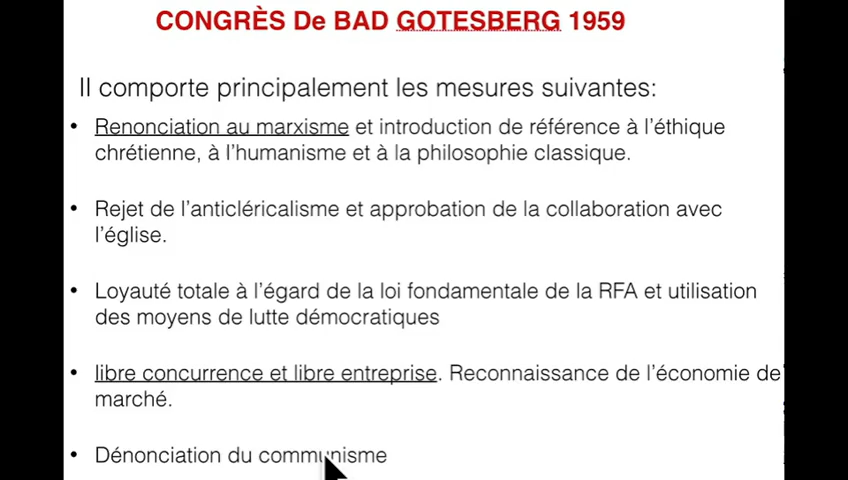 CONGRÈS De BAD GOTESBERG 1959
Il comporte principalement les mesures suivantes:
• Renonciation au marxisme et introduction de référence à l'éthique
chrétienne, à l'humanisme et à la philosophie classique.
• Rejet de l'anticléricalisme et approbation de la collaboration avec
l'église.
• Loyauté totale à l'égard de la loi fondamentale de la RFA et utilisation
des moyens de lutte démocratiques
• libre concurrence et libre entreprise. Reconnaissance de l'économie de
marché.
• Dénonciation du communisme